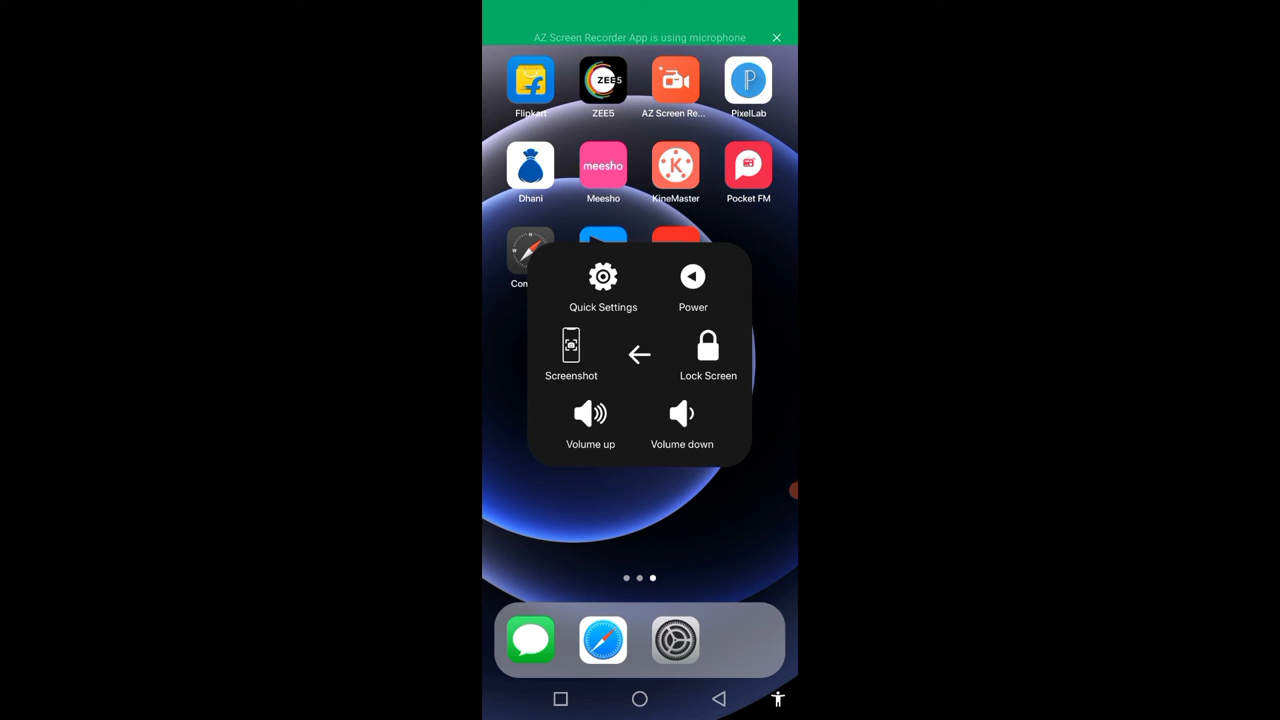 AZ Screen Recorder App is using microphone
ZEE5
Flipkart
ZEE5
AZ Screen Re...
PixelLab
meesho
Dhani
Meesho
KineMaster
Pocket FM
Quick Settings
Power
Screenshot
Lock Screen
Volume up
Volume down